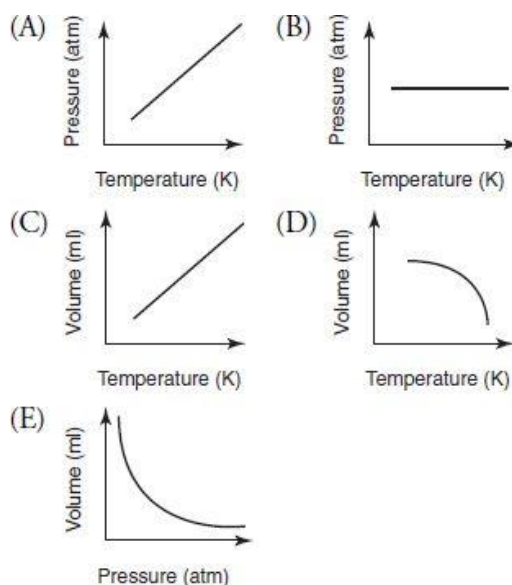 (A)
Pressure (atm)
Temperature (K)
(B)
Pressure (atm)
Temperature (K)
(C)
Volume (ml)
Temperature (K)
(D)
Volume (ml)
Temperature (K)
(E)
Volume (ml)
Pressure (atm)